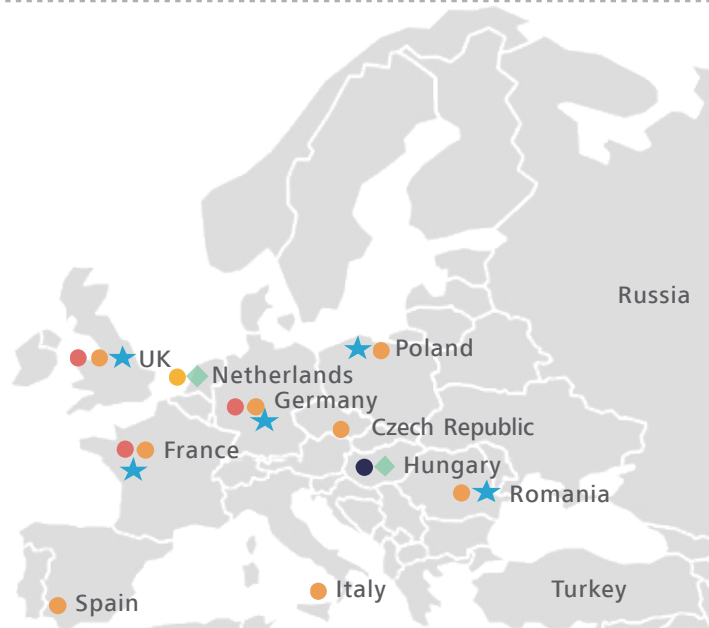 Russia
UK
Poland
Netherlands
Germany
Czech Republic
France
Hungary
Romania
Spain
Italy
Turkey